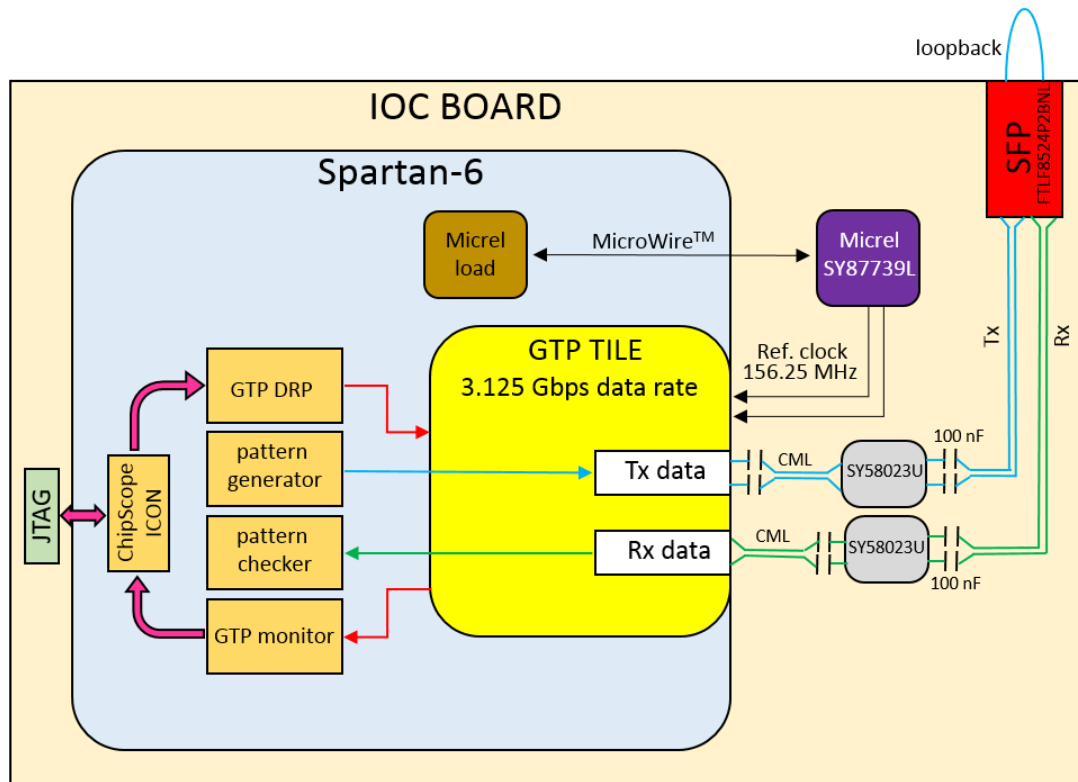 loopback
IOC BOARD
SFP
FTLF8524P2BNL
Spartan-6
Micrel
load
MicroWire™
Micrel
SY87739L
Tx
Rx
GTP TILE
3.125 Gbps data rate
Ref. clock
156.25 MHz
GTP DRP
pattern
generator
Tx data
CML
SY58023U
100 nF
JTAG
ChipScope
ICON
pattern
checker
Rx data
CML
SY58023U
100 nF
GTP monitor